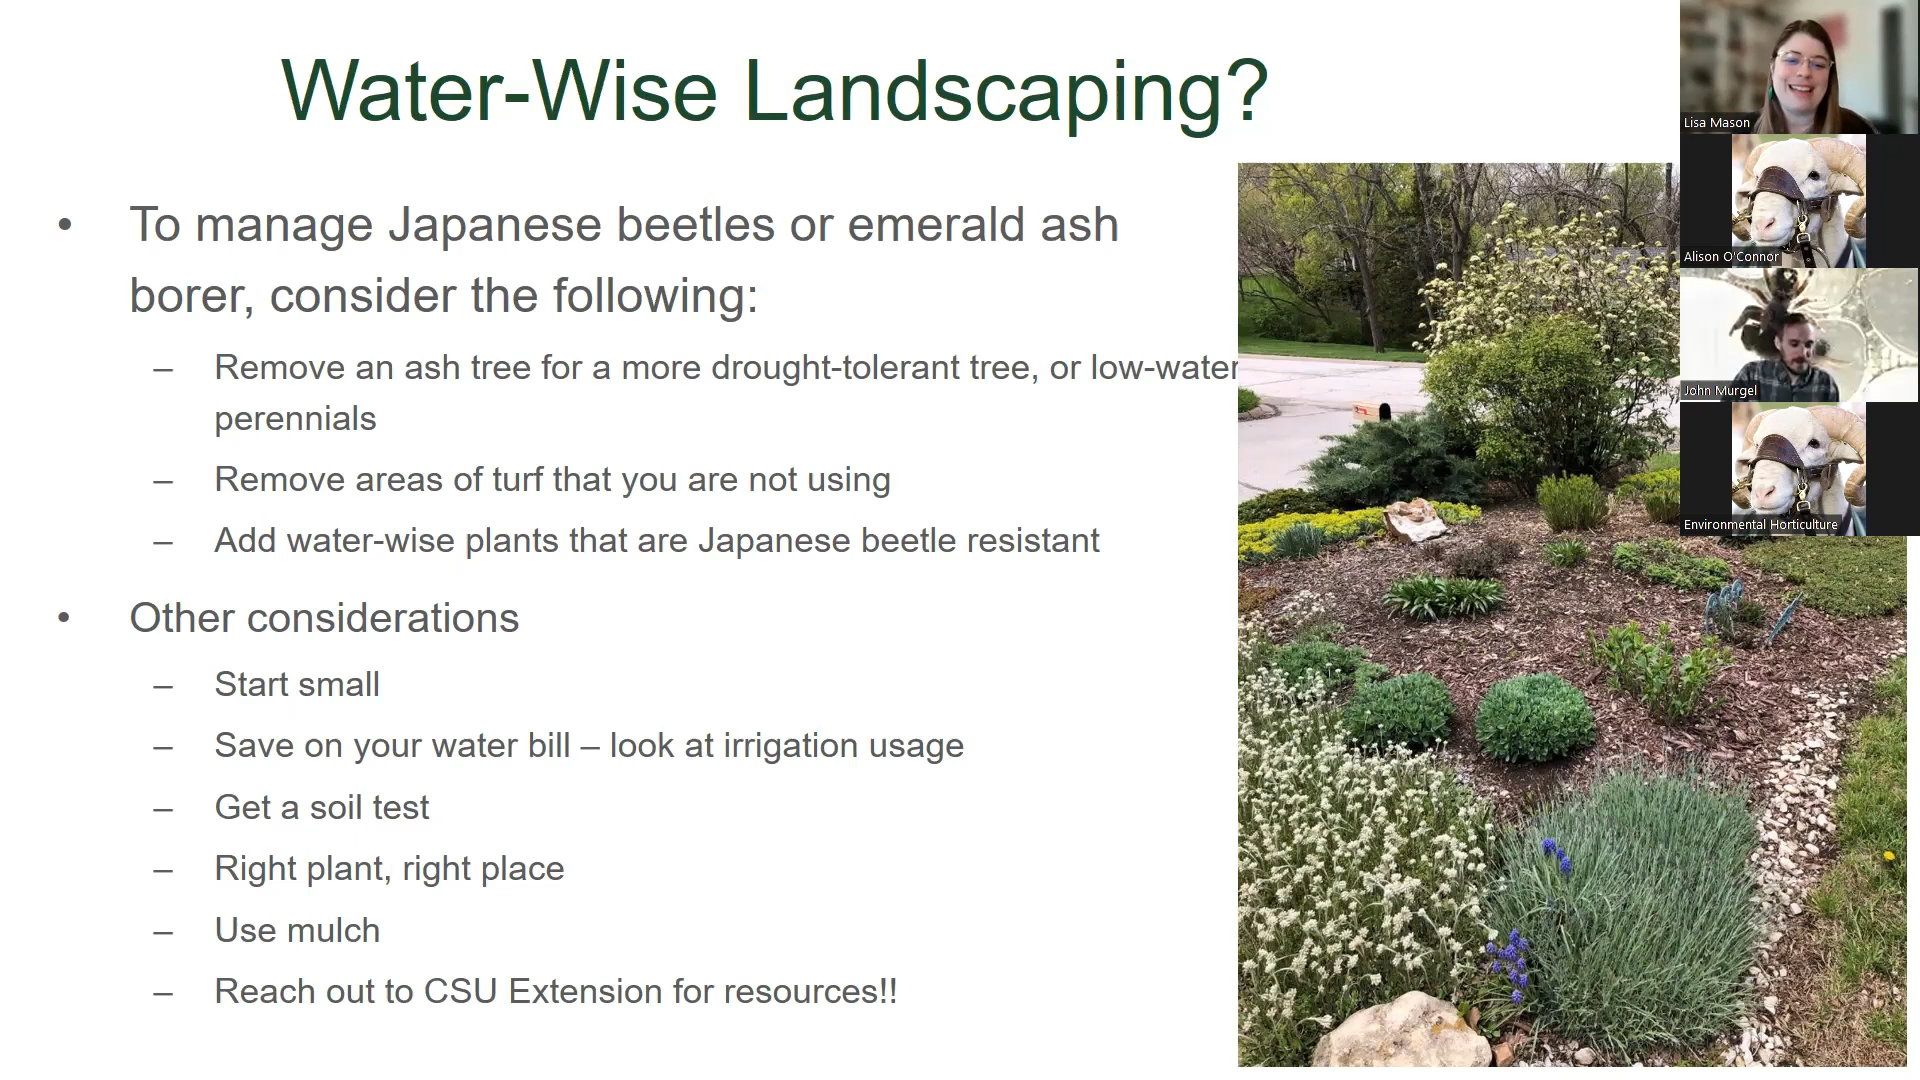 Water-Wise Landscaping?
• To manage Japanese beetles or emerald ash
borer, consider the following:
– Remove an ash tree for a more drought-tolerant tree, or low-water
perennials
– Remove areas of turf that you are not using
– Add water-wise plants that are Japanese beetle resistant
• Other considerations
– Start small
– Save on your water bill – look at irrigation usage
– Get a soil test
– Right plant, right place
– Use mulch
– Reach out to CSU Extension for resources!!
Lisa Mason
Alison O'Connor
John Murgel
Environmental Horticulture